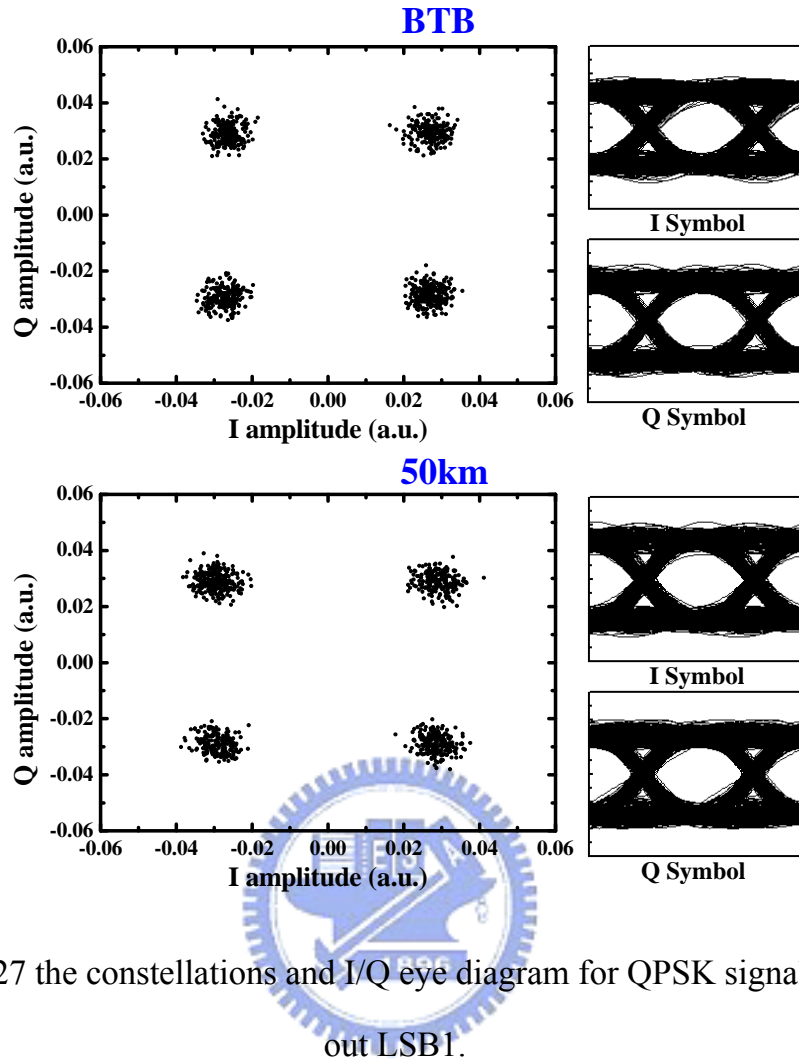 BTB
0.06
0.04
0.02
0.00
-0.02
-0.04
-0.06
Q amplitude (a.u.)
-0.06 -0.04 -0.02 0.00 0.02 0.04 0.06
I amplitude (a.u.)
I Symbol
Q Symbol
50km
0.06
0.04
0.02
0.00
-0.02
-0.04
-0.06
Q amplitude (a.u.)
-0.06 -0.04 -0.02 0.00 0.02 0.04 0.06
I amplitude (a.u.)
I Symbol
Q Symbol
1896
27 the constellations and I/Q eye diagram for QPSK signal
out LSB1.